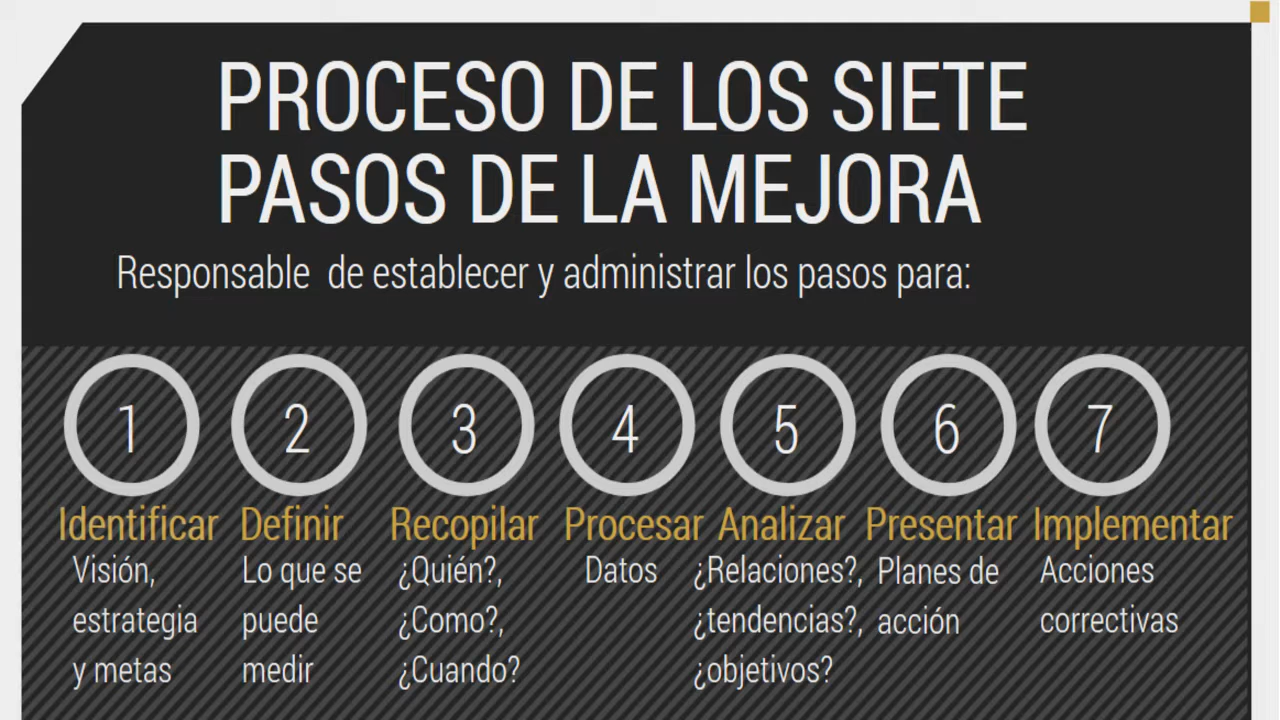 PROCESO DE LOS SIETE
PASOS DE LA MEJORA
Responsable de establecer y administrar los pasos para:
1
Identificar
Visión,
estrategia
y metas
2
Definir
Lo que se
puede
medir
3
Recopilar
¿Quién?,
¿Como?,
¿Cuando?
4
Procesar
Datos
5
Analizar
¿Relaciones?,
¿tendencias?,
¿objetivos?
6
Presentar
Planes de
acción
7
Implementar
Acciones
correctivas